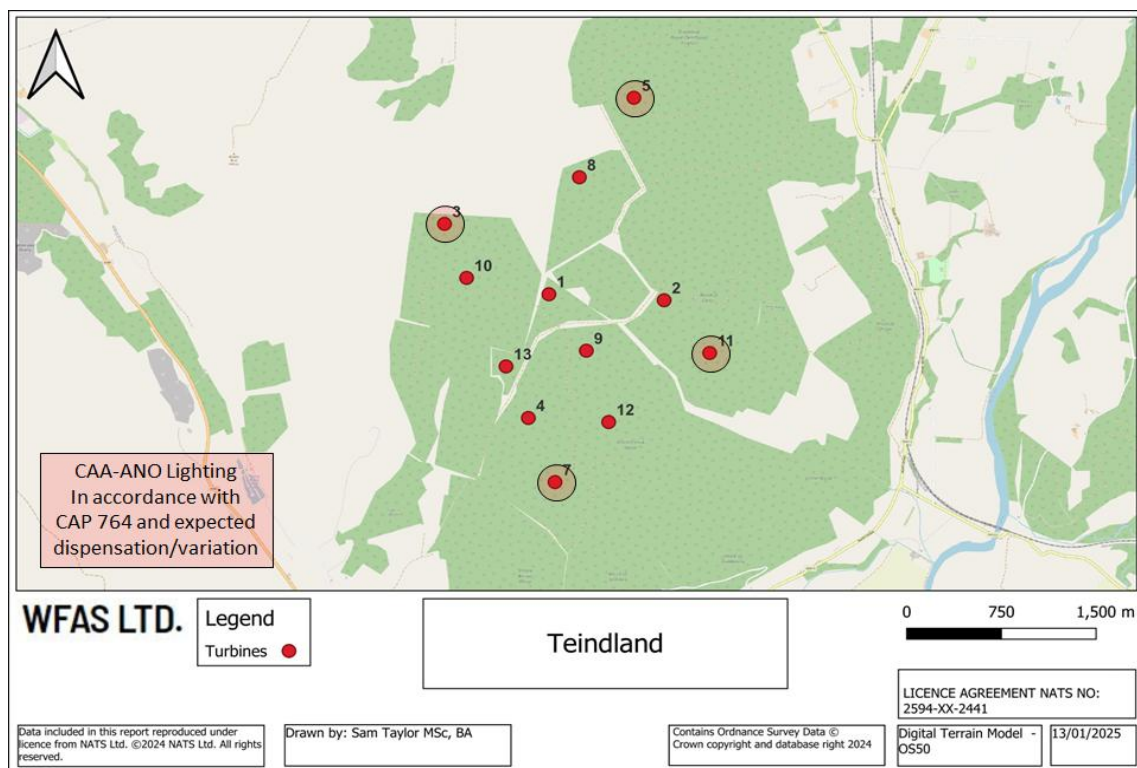 5
8
3
10
1
2
9
11
13
4
12
7
CAA-ANO Lighting
In accordance with
CAP 764 and expected
dispensation/variation
WFAS LTD.
Legend
Turbines
Teindland
0 750 1,500 m
LICENCE AGREEMENT NATS NO:
2594-XX-2441
Data included in this report reproduced under
licence from NATS Ltd. ©2024 NATS Ltd. All rights
reserved.
Drawn by: Sam Taylor MSc, BA
Contains Ordnance Survey Data ©
Crown copyright and database right 2024
Digital Terrain Model -
OS50
13/01/2025